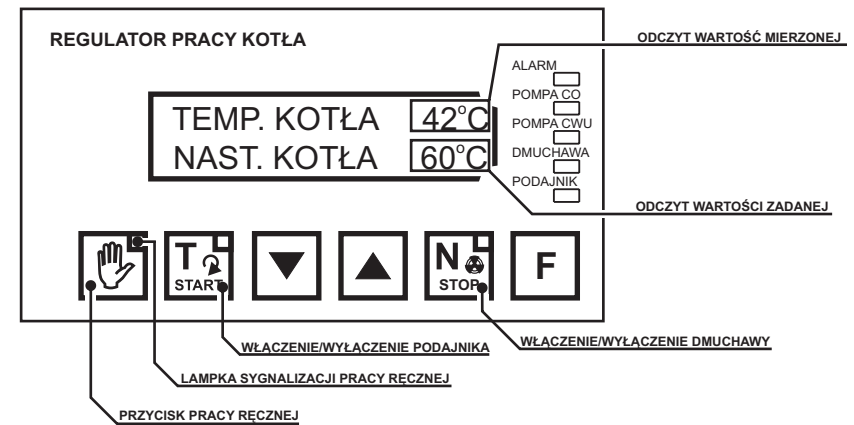 ODCZYT WARTOŚĆ MIERZONEJ
REGULATOR PRACY KOTŁA
ALARM
POMPA CO
POMPA CWU
DMUCHAWA
PODAJNIK
TEMP. KOTŁA 42°C
NAST. KOTŁA 60°C
ODCZYT WARTOŚCI ZADANEJ
T
START
N
STOP
F
WŁĄCZENIE/WYŁĄCZENIE PODAJNIKA
WŁĄCZENIE/WYŁĄCZENIE DMUCHAWY
LAMPKA SYGNALIZACJI PRACY RĘCZNEJ
PRZYCISK PRACY RĘCZNEJ